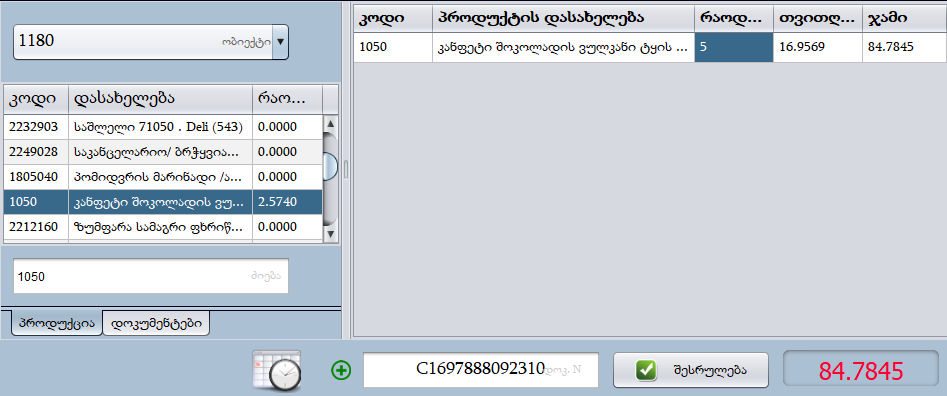 1180 ობიექტი
კოდი დასახელება რაო...
2232903 საშლელი 71050 . Deli (543) 0.0000
2249028 საკანცელარიო/ ბრჭყვია... 0.0000
1805040 პომიდვრის მარინადი /ა... 0.0000
1050 კანფეტი შოკოლადის ვუ... 2.5740
2212160 ზუმფარა სამაგრი ფხრიწ... 0.0000
1050 ძიება
პროდუქცია დოკუმენტები
კოდი პროდუქტის დასახელება რაოდ... თვითღ... ჯამი
1050 კანფეტი შოკოლადის ვულკანი ტყის ... 5 16.9569 84.7845
C1697888092310 დოკ. N შესრულება 84.7845